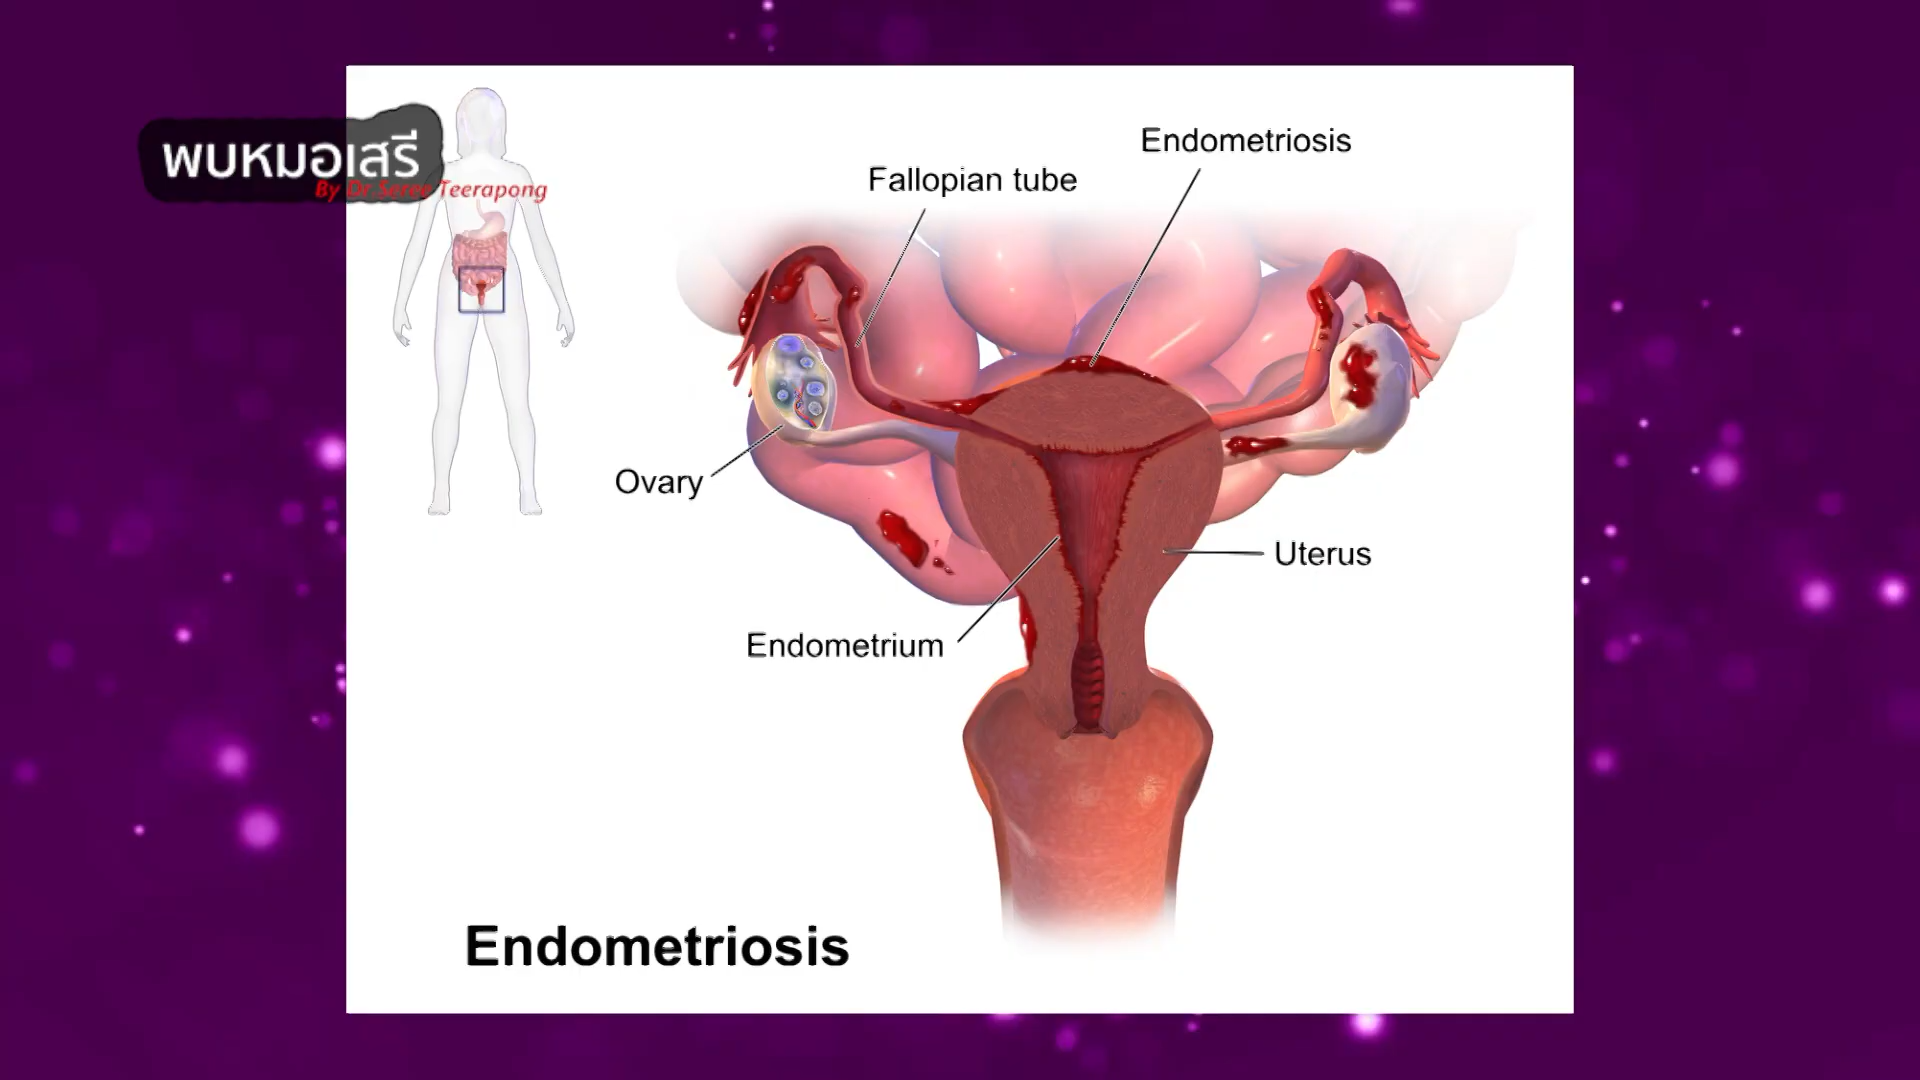 พบหมอเสรี
By Dr.Seree Teerapong
Endometriosis
Fallopian tube
Ovary
Uterus
Endometrium
Endometriosis